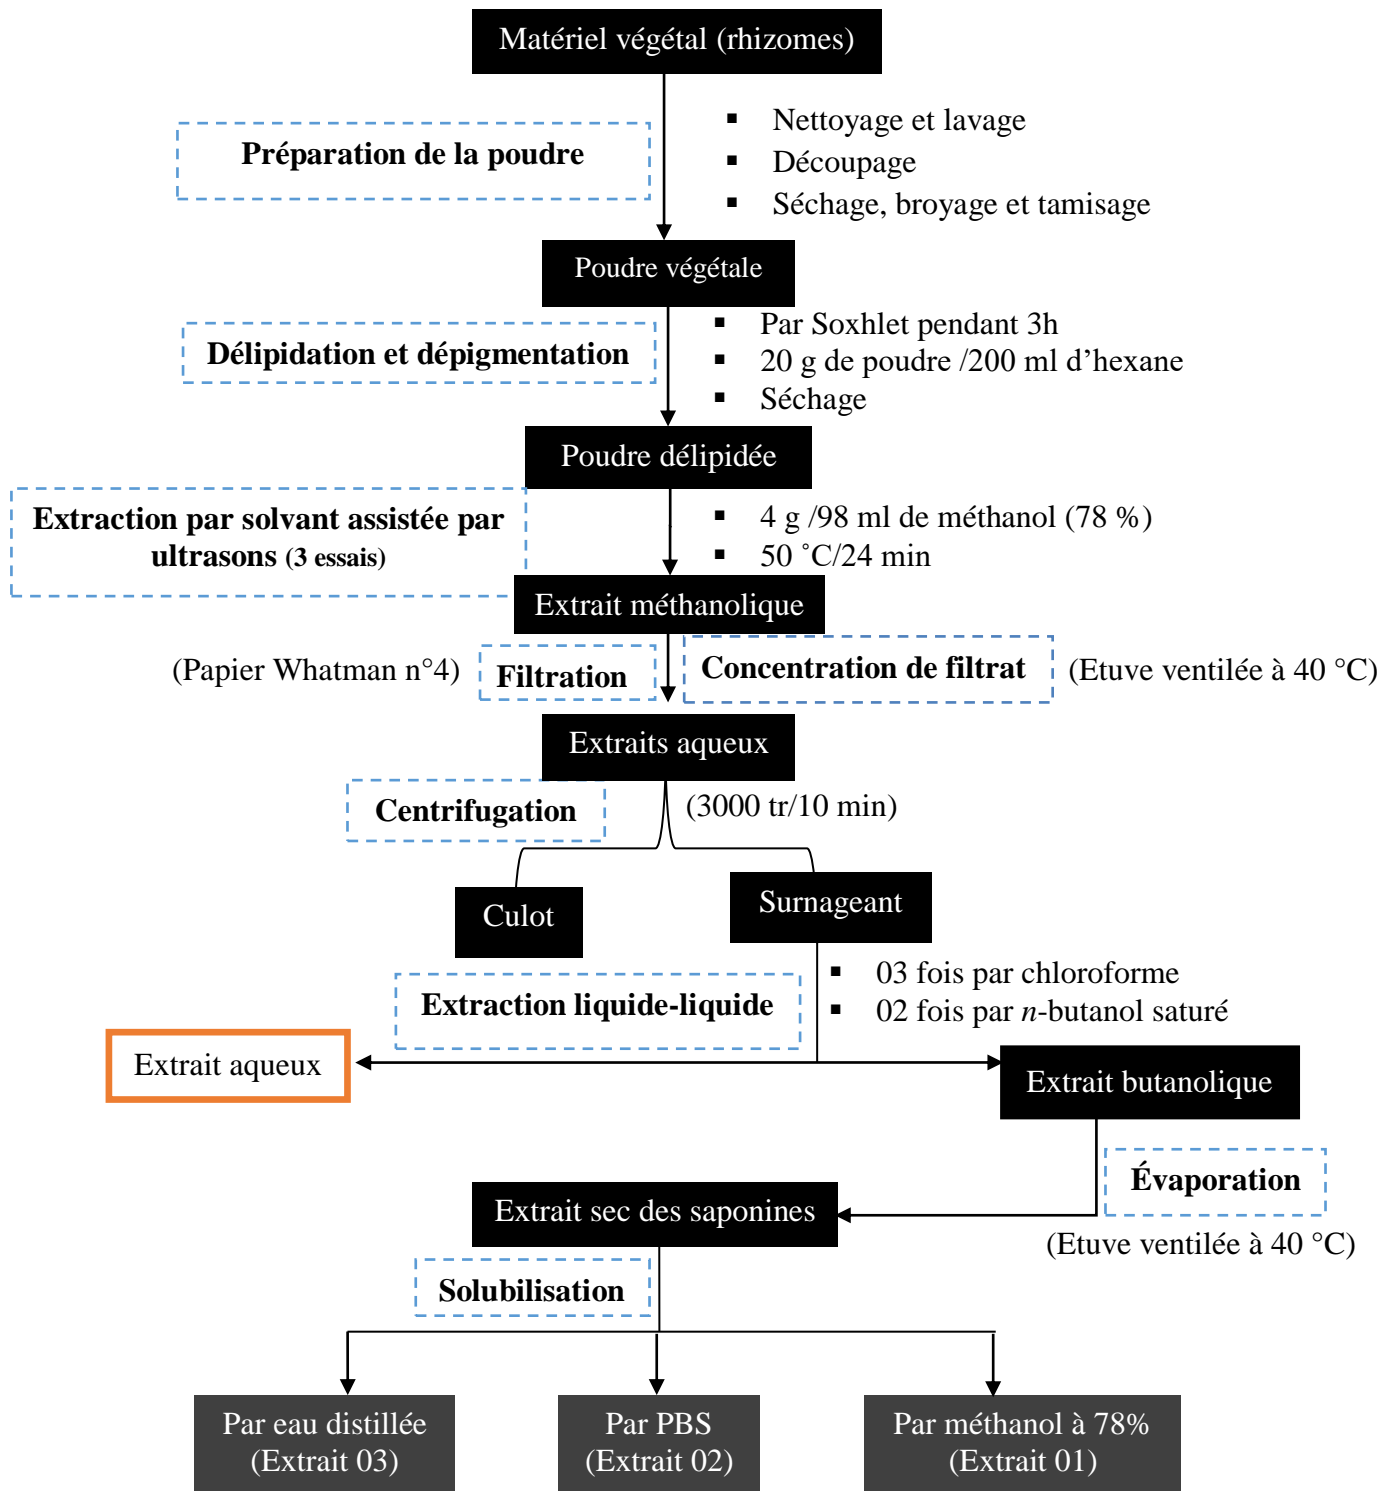 Matériel végétal (rhizomes)
Préparation de la poudre
▪ Nettoyage et lavage
▪ Découpage
▪ Séchage, broyage et tamisage
Poudre végétale
Délipidation et dépigmentation
▪ Par Soxhlet pendant 3h
▪ 20 g de poudre /200 ml d’hexane
▪ Séchage
Poudre délipidée
Extraction par solvant assistée par
ultrasons (3 essais)
▪ 4 g /98 ml de méthanol (78 %)
▪ 50 ˚C/24 min
Extrait méthanolique
(Papier Whatman n°4)
Filtration
Concentration de filtrat
(Etuve ventilée à 40 °C)
Extraits aqueux
Centrifugation
(3000 tr/10 min)
Culot
Surnageant
Extraction liquide-liquide
▪ 03 fois par chloroforme
▪ 02 fois par n-butanol saturé
Extrait aqueux
Extrait butanolique
Évaporation
(Etuve ventilée à 40 °C)
Extrait sec des saponines
Solubilisation
Par eau distillée
(Extrait 03)
Par PBS
(Extrait 02)
Par méthanol à 78%
(Extrait 01)